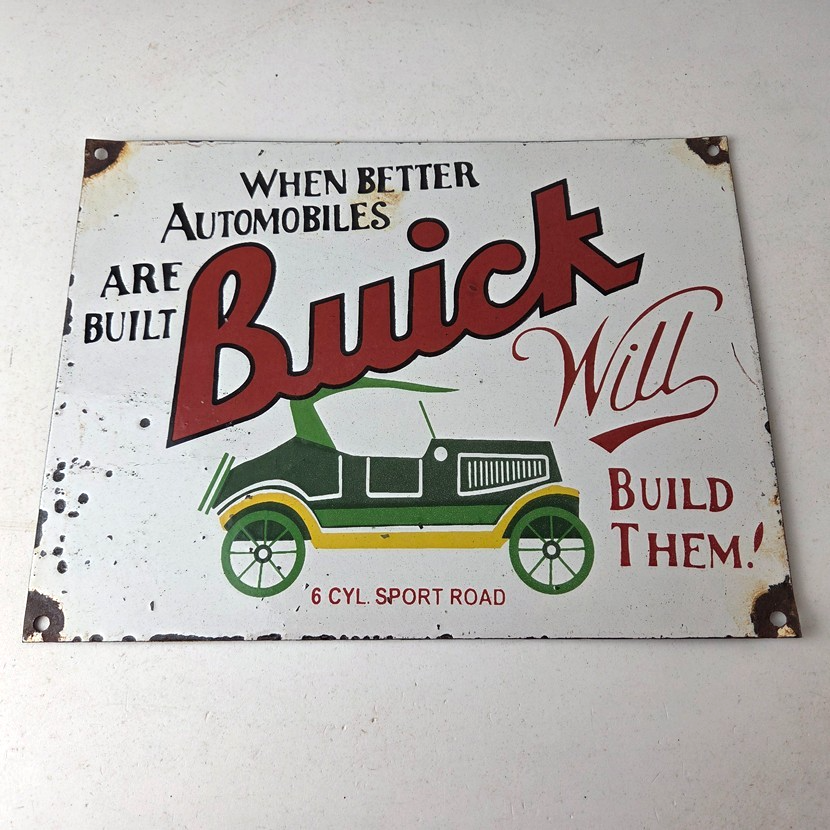 WHEN BETTER
AUTOMOBILES
ARE
BUILT
Buick
Will
BUILD
THEM!
6 CYL. SPORT ROAD